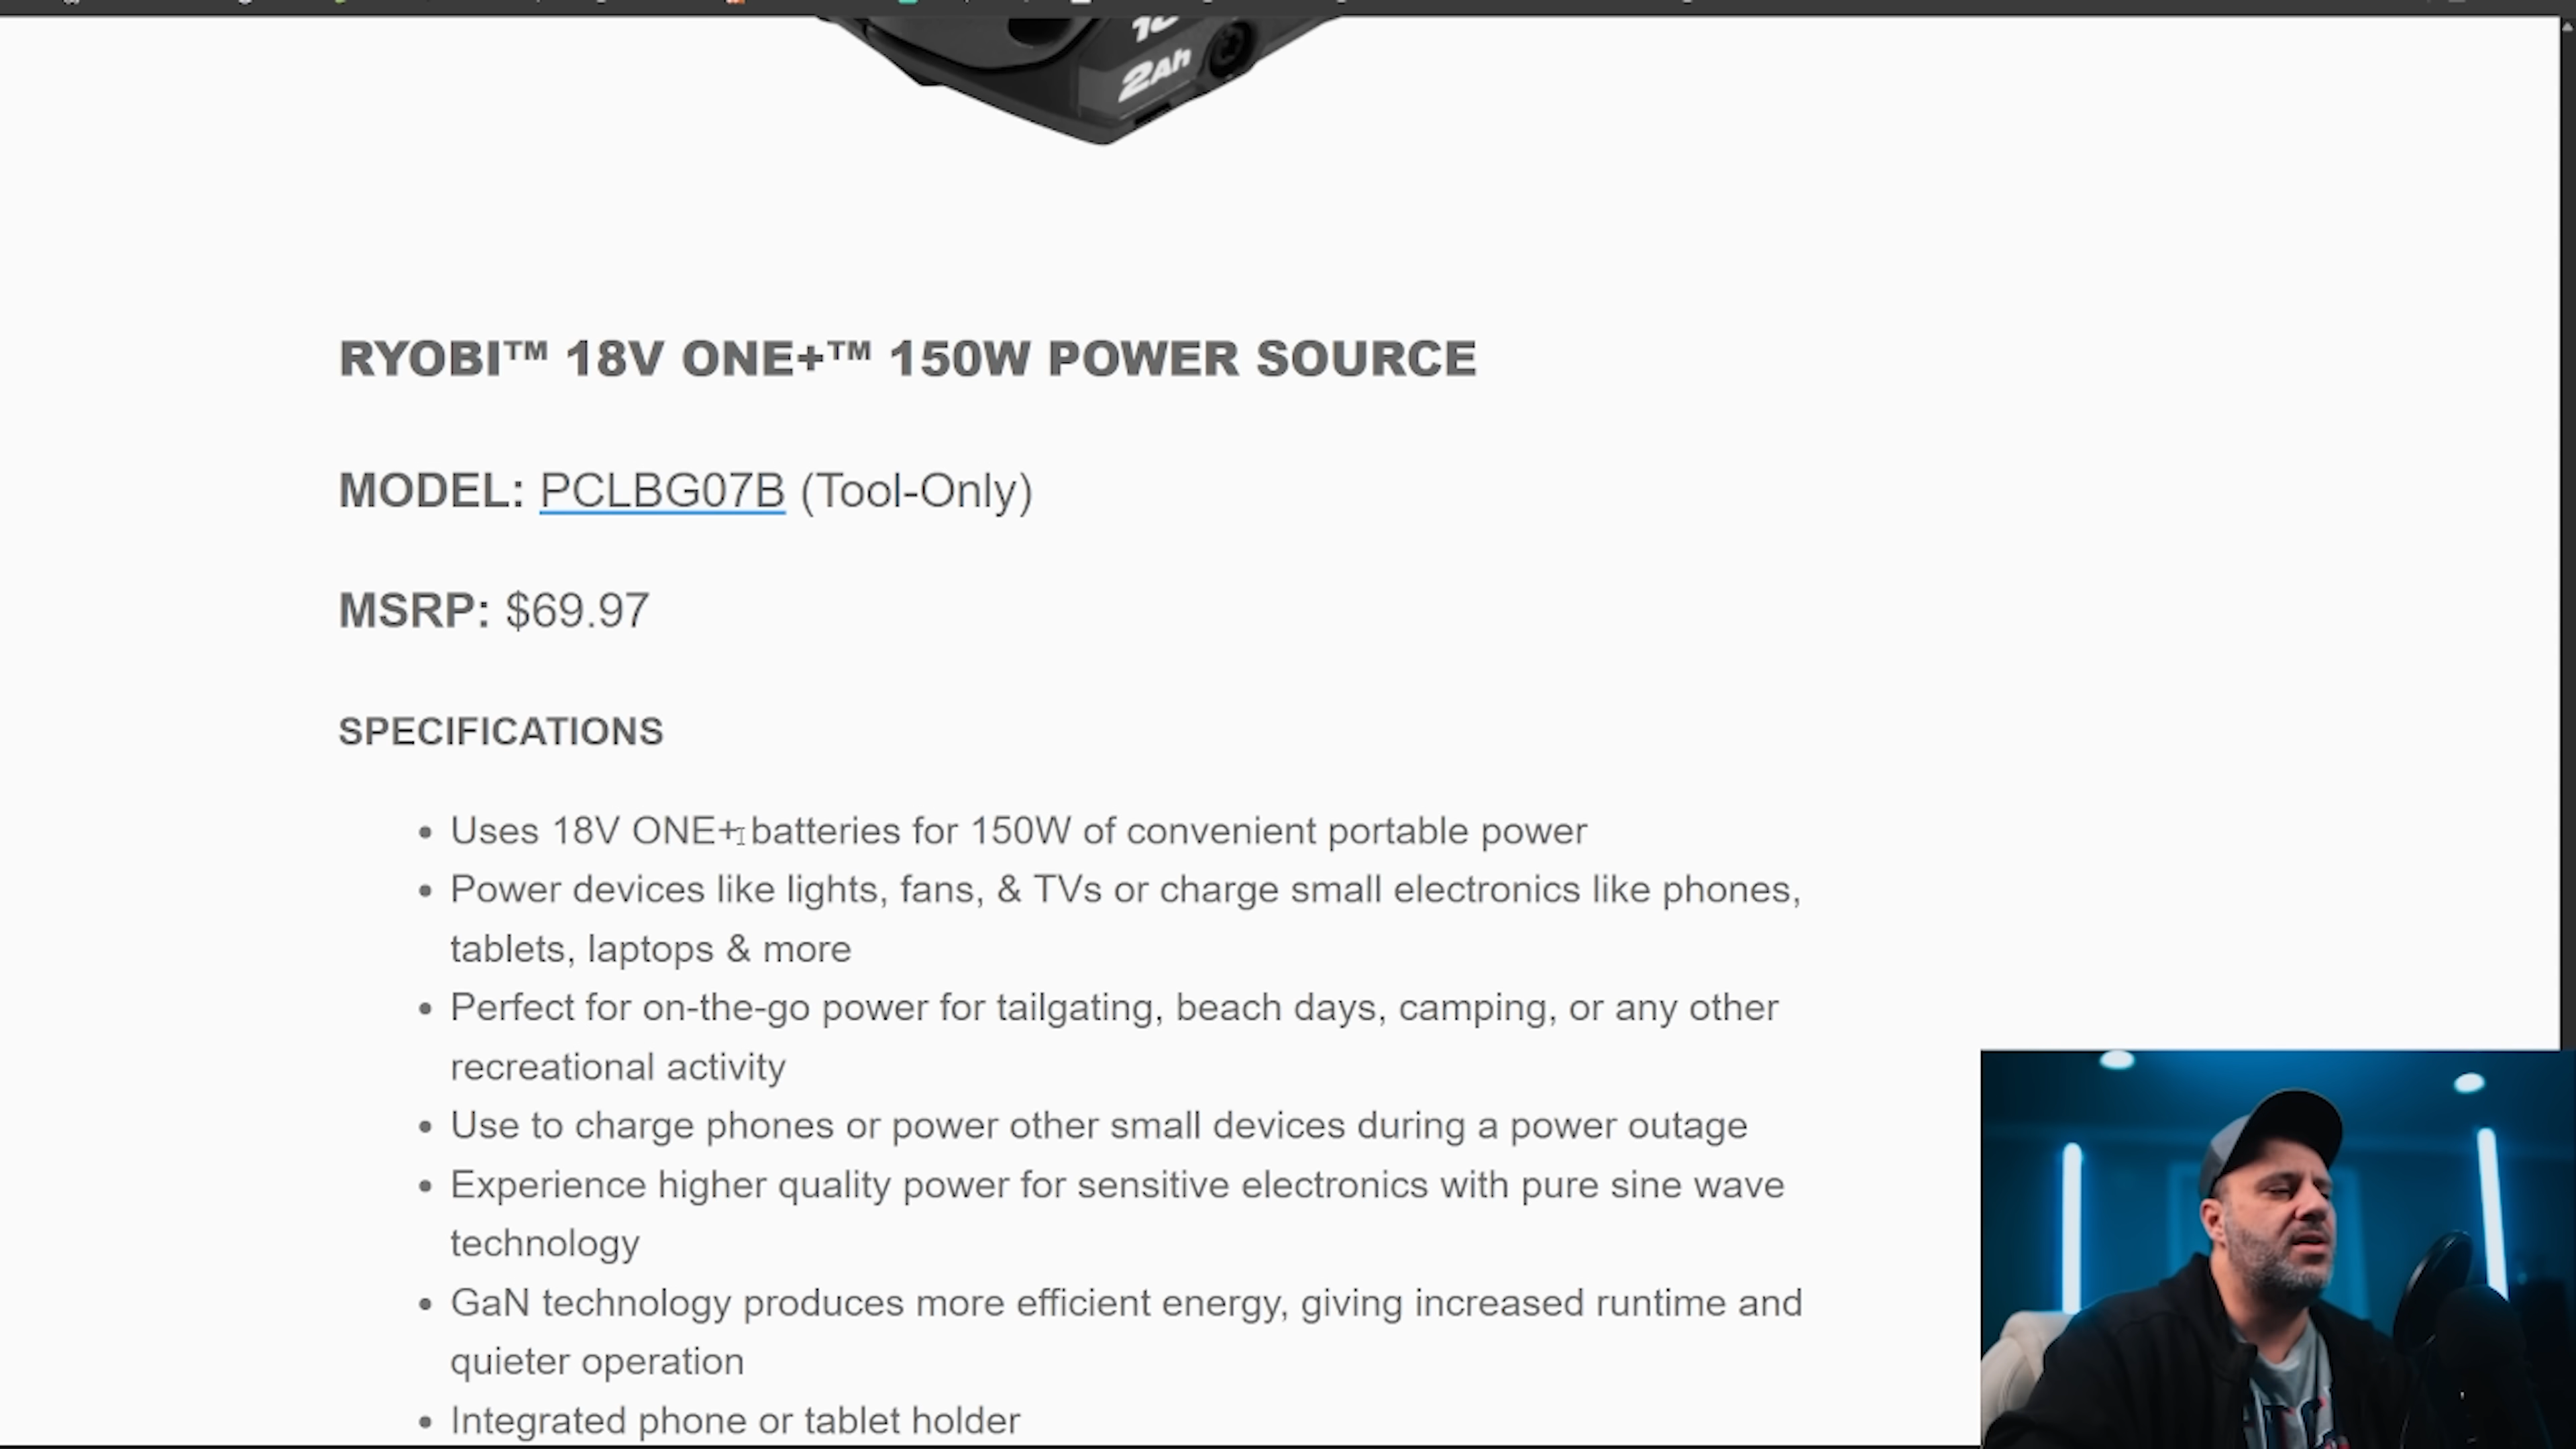 2Ah
RYOBI™ 18V ONE+™ 150W POWER SOURCE
MODEL: PCLBG07B (Tool-Only)
MSRP: $69.97
SPECIFICATIONS
• Uses 18V ONE+ batteries for 150W of convenient portable power
• Power devices like lights, fans, & TVs or charge small electronics like phones,
tablets, laptops & more
• Perfect for on-the-go power for tailgating, beach days, camping, or any other
recreational activity
• Use to charge phones or power other small devices during a power outage
• Experience higher quality power for sensitive electronics with pure sine wave
technology
• GaN technology produces more efficient energy, giving increased runtime and
quieter operation
• Integrated phone or tablet holder